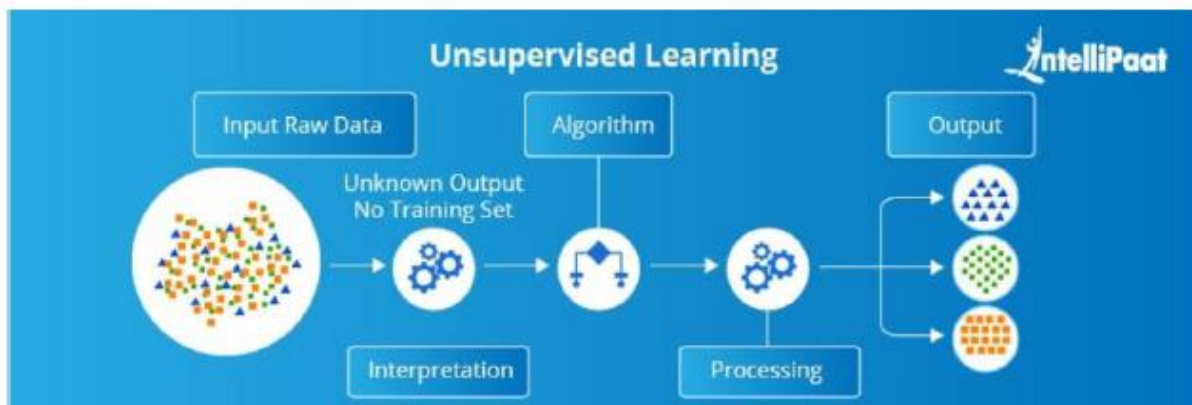 Unsupervised Learning
IntelliPaat
Input Raw Data
Algorithm
Output
Unknown Output
No Training Set
Interpretation
Processing